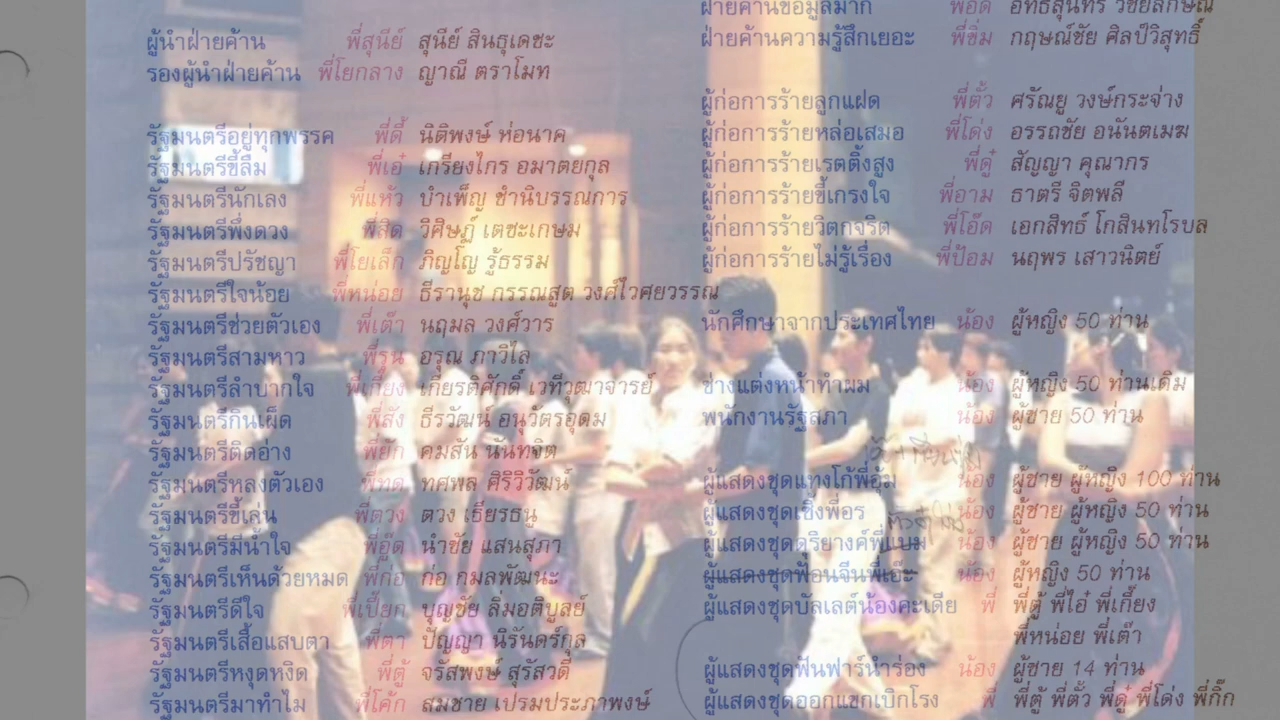 ผู้นำฝ่ายค้าน พี่สุนีย์ สุนีย์ สินธุเดชะ
รองผู้นำฝ่ายค้าน พี่โยกลาง ญาณี ตราโมท
รัฐมนตรีอยู่ทุกพรรค พี่ดี้ นิติพงษ์ ห่อนาค
รัฐมนตรีขี้ลืม พี่เอ๋ เกรียงไกร อมาตยกุล
รัฐมนตรีนักเลง พี่แห้ว บำเพ็ญ ชำนิบรรณการ
รัฐมนตรีพึ่งดวง พี่สิด วิศิษฏ์ เตชะเกษม
รัฐมนตรีปรัชญา พี่โยเล็ก ภิญโญ รู้ธรรม
รัฐมนตรีใจน้อย พี่หน่อย ธีรานุช กรรณสูต วงศ์ไวศยวรรณ
รัฐมนตรีช่วยตัวเอง พี่เต๊า นฤมล วงศ์วาร
รัฐมนตรีสามหาว พี่รุน อรุณ ภาวิไล
รัฐมนตรีลำบากใจ พี่เกี๊ยง เกียรติศักดิ์ เวทีวุฒาจารย์
รัฐมนตรีกินเผ็ด พี่สัง ธีรวัฒน์ อนุวัตรอุดม
รัฐมนตรีติดอ่าง พี่ยัก คมสัน นันทจิต
รัฐมนตรีหลงตัวเอง พี่ทด ทศพล ศิริวิวัฒน์
รัฐมนตรีขี้เล่น พี่ตวง ตวง เธียรธนู
รัฐมนตรีมีน้ำใจ พี่อู๊ด นำชัย แสนสุภา
รัฐมนตรีเห็นด้วยหมด พี่ก่อ ก่อ กมลพัฒนะ
รัฐมนตรีดีใจ พี่เปี๊ยก บุญชัย ลิ่มอติบูลย์
รัฐมนตรีเสื้อแสบตา พี่ตา ปัญญา นิรันดร์กุล
รัฐมนตรีหงุดหงิด พี่ตู้ จรัสพงษ์ สุรัสวดี
รัฐมนตรีมาทำไม พี่โค้ก สมชาย เปรมประภาพงษ์
ฝ่ายค้านข้อมูลมาก พี่อิด อิทธิสุนทร วิชัยลักษณ์
ฝ่ายค้านความรู้สึกเยอะ พี่ซิ่ม กฤษณ์ชัย ศิลป์วิสุทธิ์
ผู้ก่อการร้ายลูกแฝด พี่ตั้ว ศรัณยู วงษ์กระจ่าง
ผู้ก่อการร้ายหล่อเสมอ พี่โด่ง อรรถชัย อนันตเมฆ
ผู้ก่อการร้ายเรตติ้งสูง พี่ดู๋ สัญญา คุณากร
ผู้ก่อการร้ายขี้เกรงใจ พี่อาม ธาตรี จิตพลี
ผู้ก่อการร้ายวิตกจริต พี่โอ๊ต เอกสิทธ์ โกสินทโรบล
ผู้ก่อการร้ายไม่รู้เรื่อง พี่ป้อม นฤพร เสาวนิตย์
นักศึกษาจากประเทศไทย น้อง ผู้หญิง 50 ท่าน
ช่างแต่งหน้าทำผม น้อง ผู้หญิง 50 ท่านเดิม
พนักงานรัฐสภา น้อง ผู้ชาย 50 ท่าน
ผู้แสดงชุดแทงโก้พี่อุ้ม น้อง ผู้ชาย ผู้หญิง 100 ท่าน
ผู้แสดงชุดเซิ้งพี่อร น้อง ผู้ชาย ผู้หญิง 50 ท่าน
ผู้แสดงชุดดุริยางค์พี่แบม น้อง ผู้ชาย ผู้หญิง 50 ท่าน
ผู้แสดงชุดฟ้อนจีนพี่เอะ น้อง ผู้หญิง 50 ท่าน
ผู้แสดงชุดบัลเลต์น้องคะเดีย พี่ พี่ตู้ พี่ไอ๋ พี่เกี๊ยง
พี่หน่อย พี่เต๊า
ผู้แสดงชุดฟันฟาร์นำร่อง น้อง ผู้ชาย 14 ท่าน
ผู้แสดงชุดออกแขกเบิกโรง พี่ พี่ตู้ พี่ตั้ว พี่ดู๋ พี่โด่ง พี่กิ๊ก